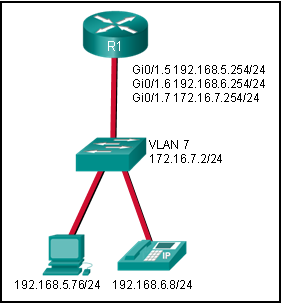 R1
Gi0/1.5 192.168.5.254/24
Gi0/1.6 192.168.6.254/24
Gi0/1.7 172.16.7.254/24
VLAN 7
172.16.7.2/24
IP
192.168.5.76/24 192.168.6.8/24